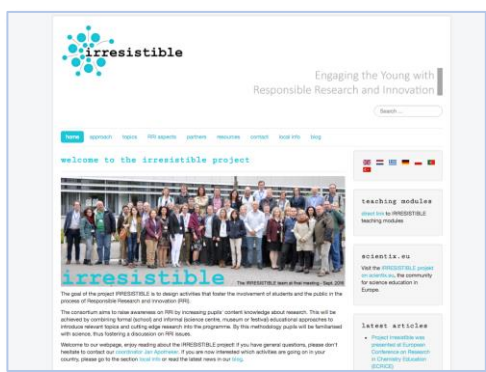 irresistible
Engaging the Young with
Responsible Research and Innovation
Search ...
home approach topics RRI aspects partners resources contact local info blog
welcome to the irresistible project
irresistible
The IRRESISTIBLE team at final meeting - Sept. 2016
The goal of the project IRRESISTIBLE is to design activities that foster the involvement of students and the public in the
process of Responsible Research and Innovation (RRI).
The consortium aims to raise awareness on RRI by increasing pupils' content knowledge about research. This will be
achieved by combining formal (school) and informal (science centre, museum or festival) educational approaches to
introduce relevant topics and cutting edge research into the programme. By this methodology pupils will be familiarised
with science, thus fostering a discussion on RRI issues.
Welcome to our webpage, enjoy reading about the IRRESISTIBLE project! If you have general questions, please don't
hesitate to contact our coordinator Jan Apotheker. If you are now interested which activities are going on in your
country, please go to the section local info or read the latest news in our blog.
teaching modules
direct link to IRRESISTIBLE
teaching modules
scientix.eu
Visit the IRRESISTIBLE projekt
on scientix.eu, the community
for science education in
Europe.
latest articles
Project Irresistible was
presented at European
Conference on Research
in Chemistry Education
(ECRICE)